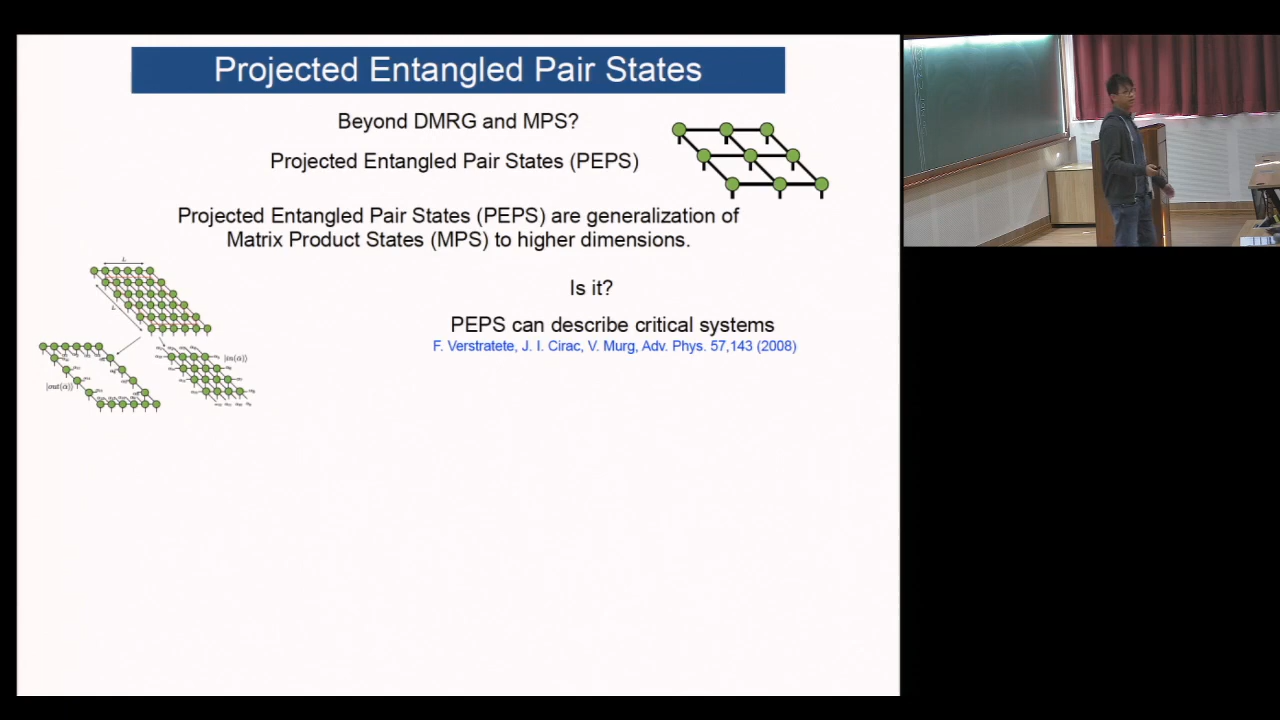 Projected Entangled Pair States
Beyond DMRG and MPS?
Projected Entangled Pair States (PEPS)
Projected Entangled Pair States (PEPS) are generalization of
Matrix Product States (MPS) to higher dimensions.
Is it?
PEPS can describe critical systems
F. Verstratete, J. I. Cirac, V. Murg, Adv. Phys. 57,143 (2008)
L
L
|in(α)⟩
|out(α)⟩